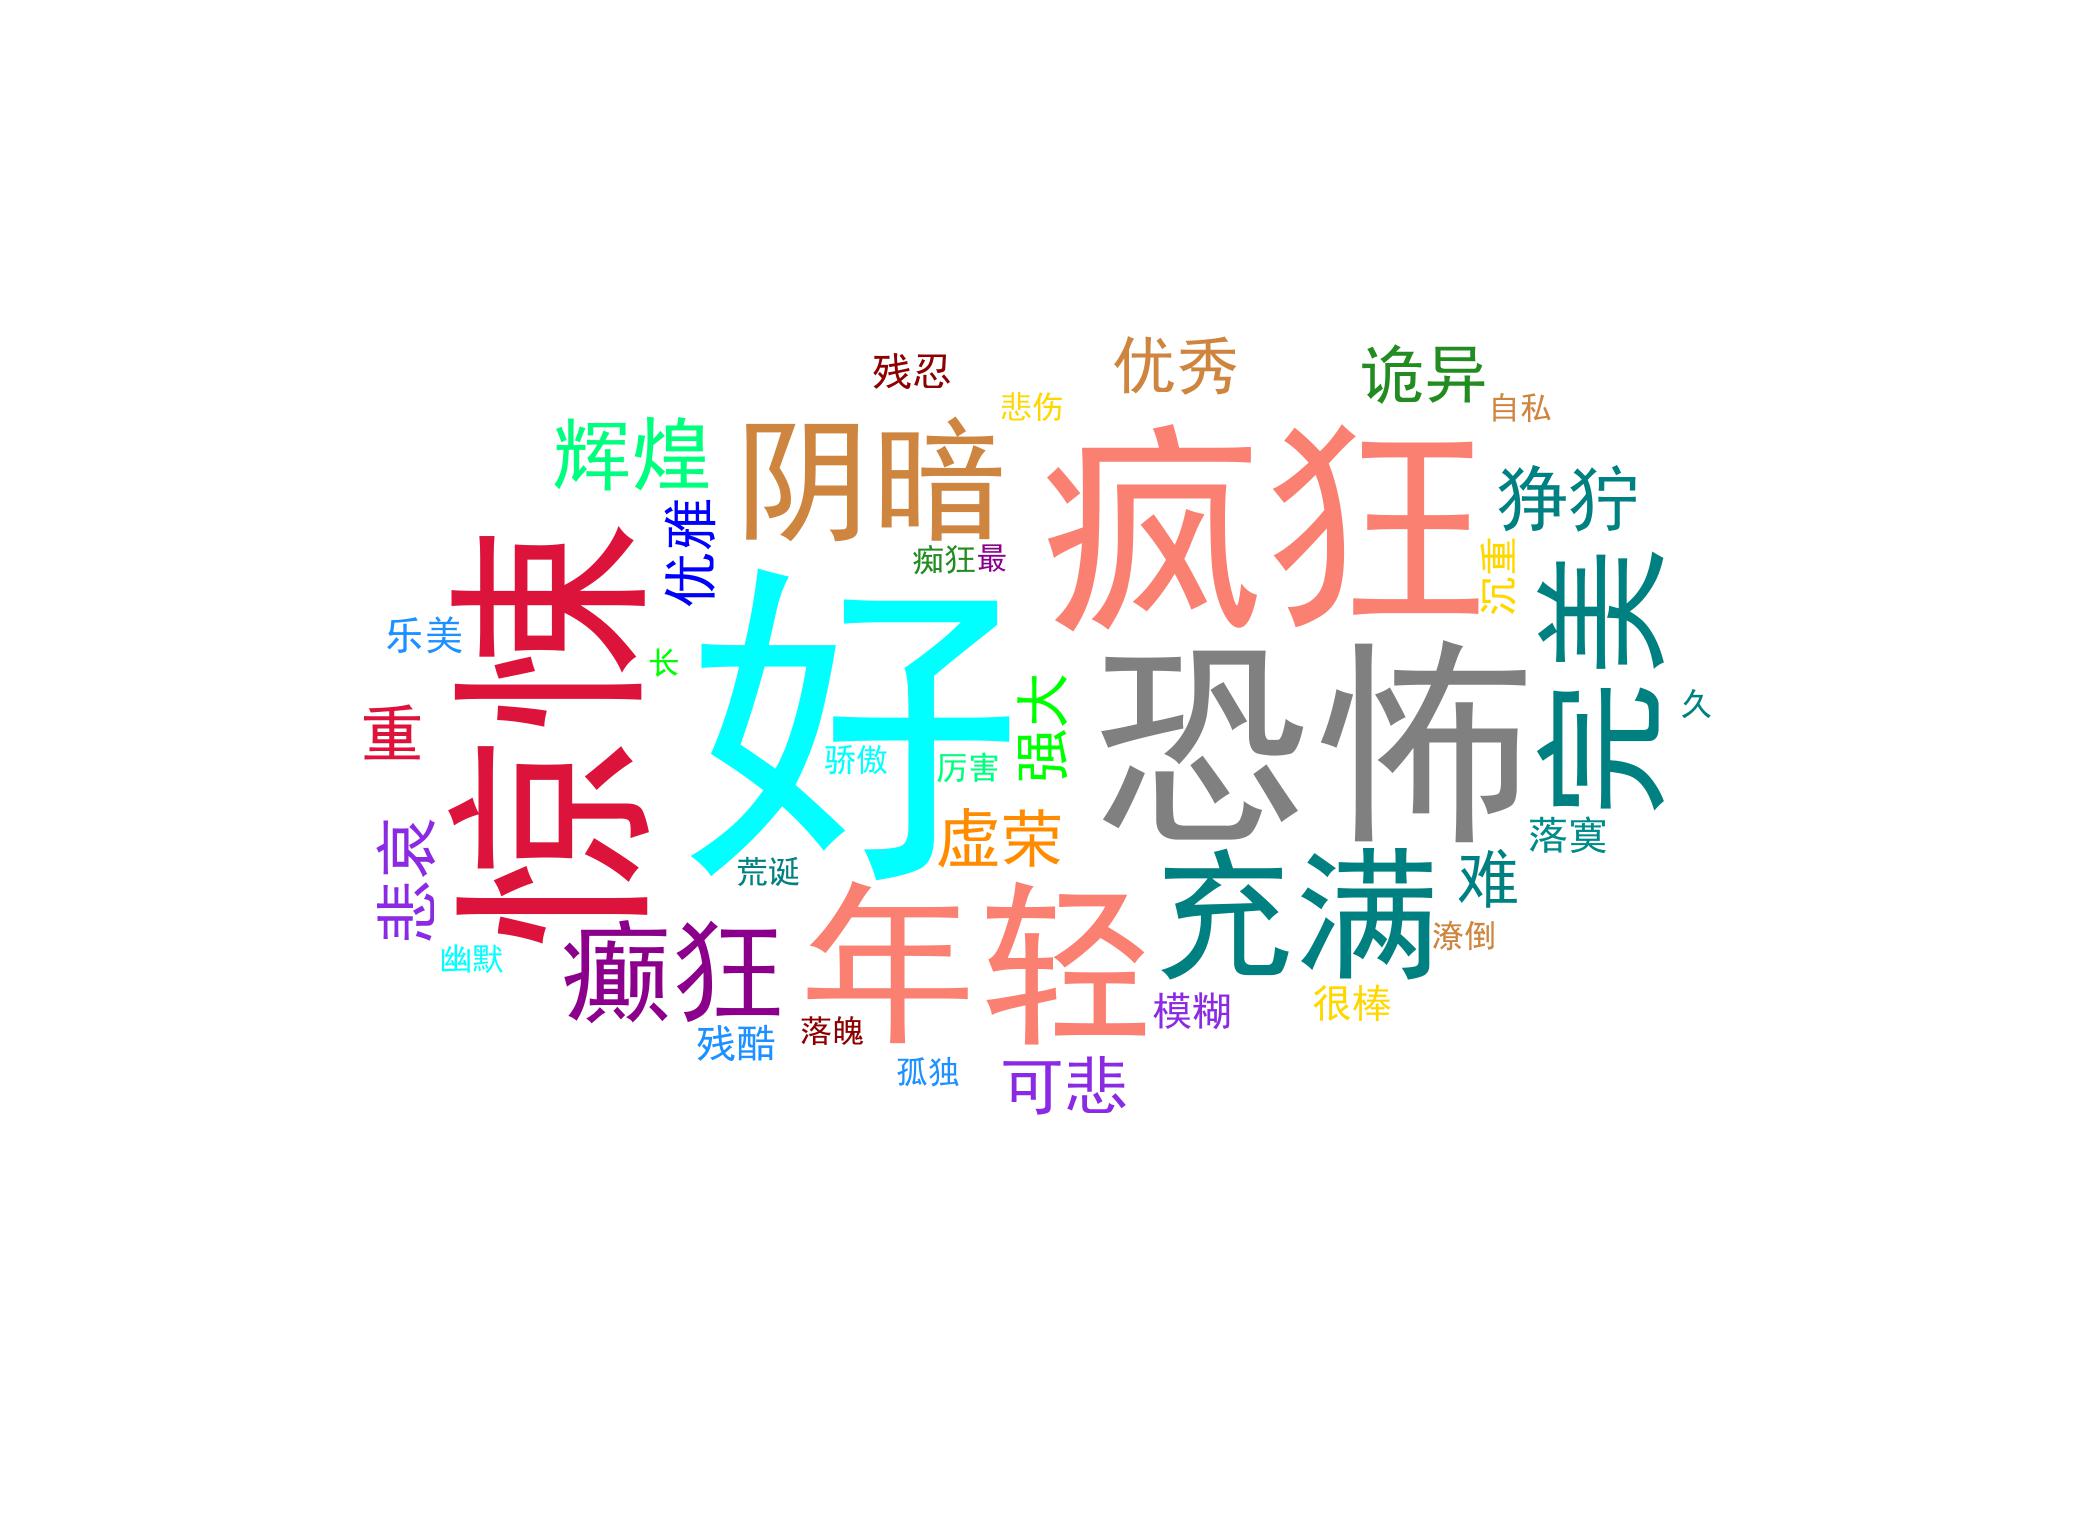 残忍
优秀
诡异
悲伤
自私
辉煌
阴暗
疯狂
狰狞
优雅
痴狂
最
沉重
惊悚
好
完美
乐美
长
恐怖
强大
久
重
骄傲
厉害
虚荣
落寞
悲哀
荒诞
充满
难
年轻
潦倒
幽默
癫狂
模糊
很棒
残酷
落魄
孤独
可悲